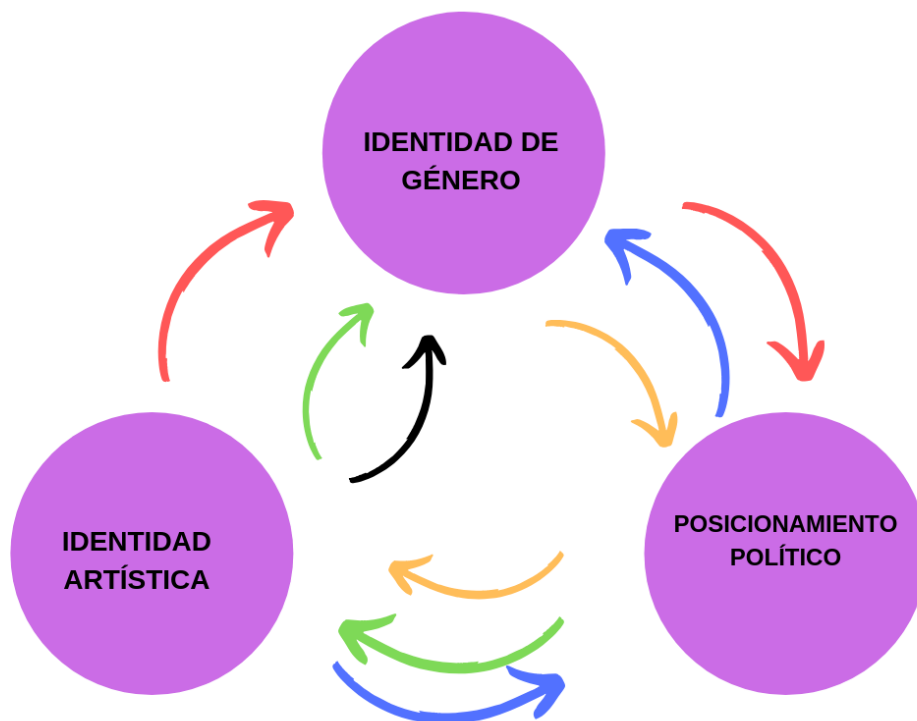 IDENTIDAD DE
GÉNERO
IDENTIDAD
ARTÍSTICA
POSICIONAMIENTO
POLÍTICO